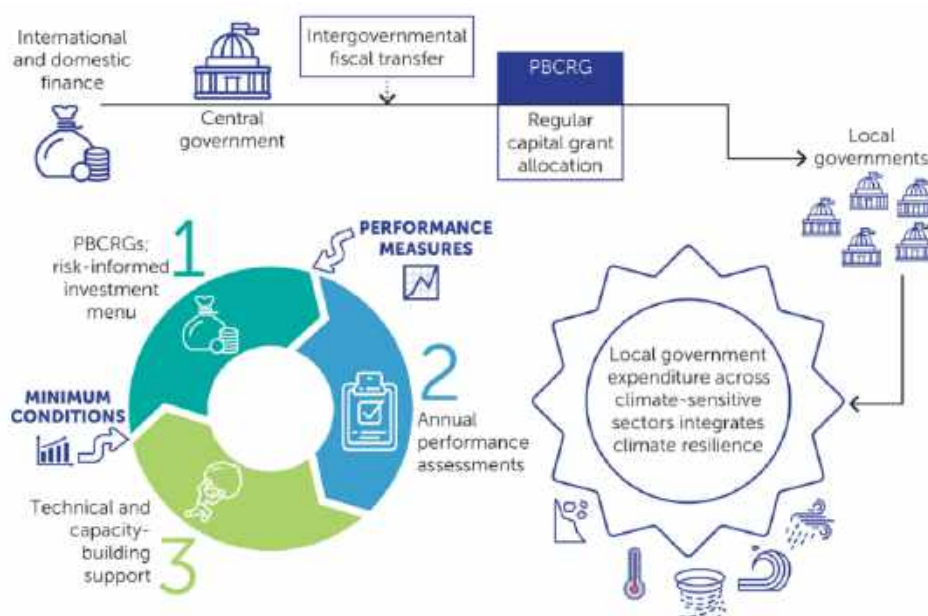 International
and domestic
finance
Central
government
Intergovernmental
fiscal transfer
PBCRG
Regular
capital grant
allocation
Local
governments
1
PBCRGs;
risk-informed
investment
menu
PERFORMANCE
MEASURES
2
Annual
performance
assessments
MINIMUM
CONDITIONS
Technical and
capacity-
building
support
3
Local government
expenditure across
climate-sensitive
sectors integrates
climate resilience